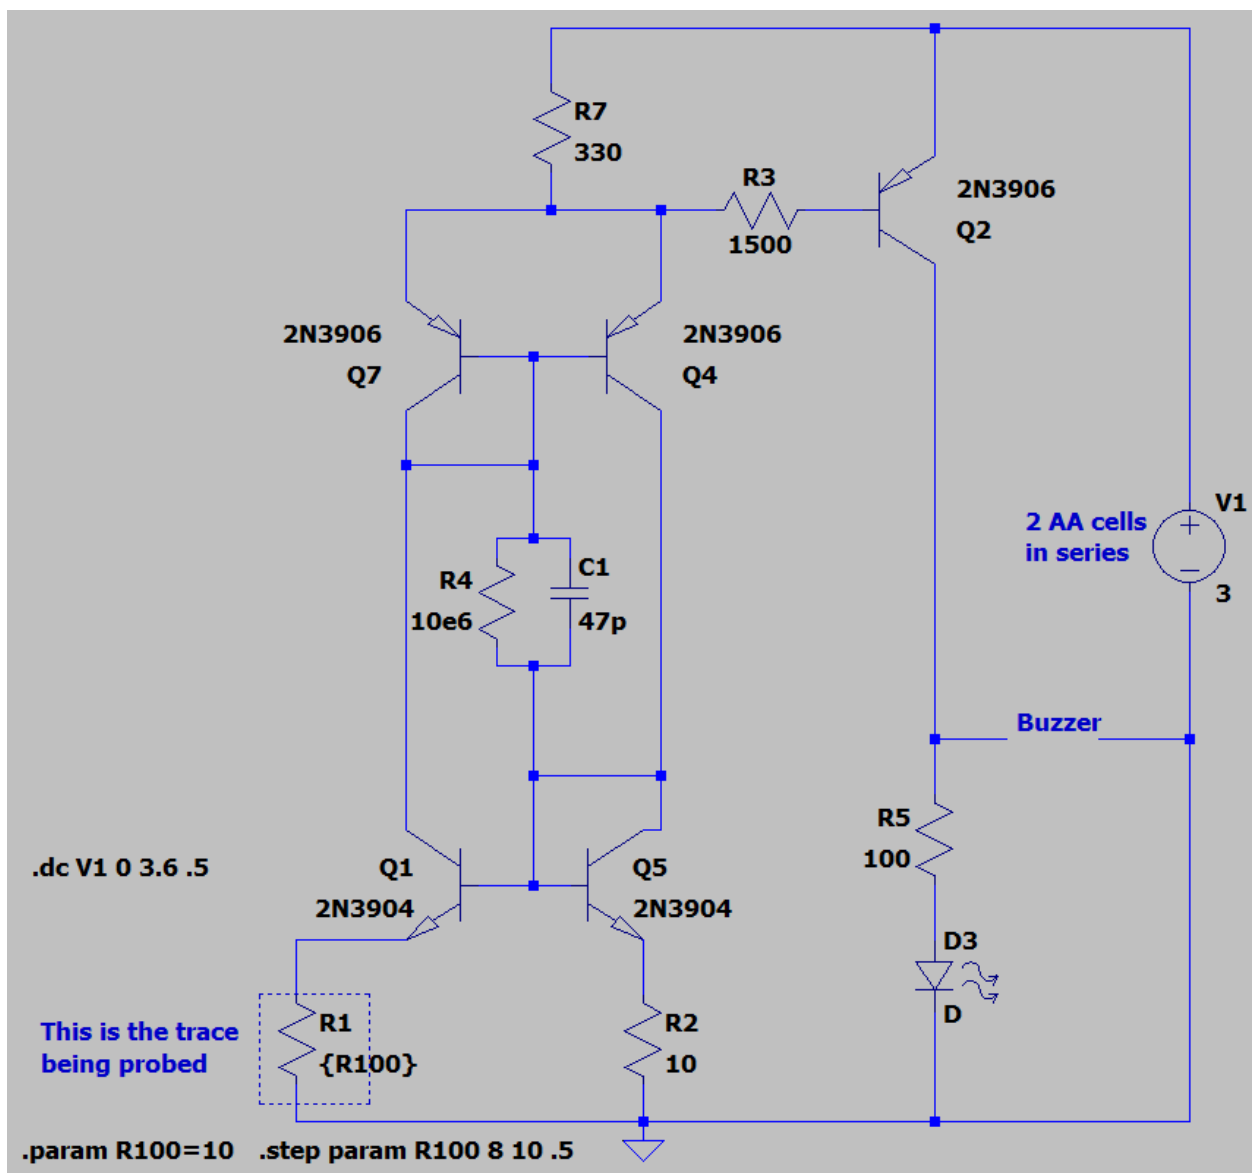 R7
330
R3
1500
2N3906
Q2
2N3906
Q7
2N3906
Q4
V1
2 AA cells
in series
3
R4
10e6
C1
47p
Buzzer
R5
100
.dc V1 0 3.6 .5
Q1
2N3904
Q5
2N3904
D3
D
This is the trace
being probed
R1
{R100}
R2
10
.param R100=10 .step param R100 8 10 .5